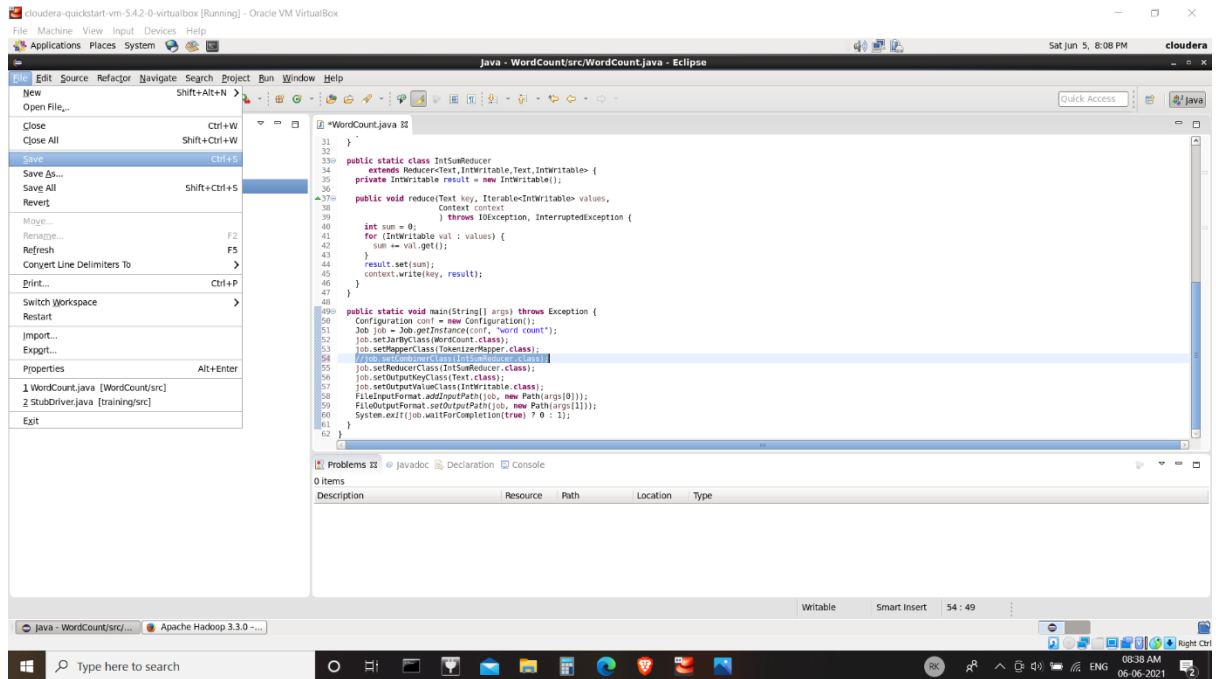 cloudera-quickstart-vm-5.4.2-0-virtualbox [Running] - Oracle VM VirtualBox
File Machine View Input Devices Help
Applications Places System
Sat Jun 5, 8:08 PM cloudera
Java - WordCount/src/WordCount.java - Eclipse
File Edit Source Refactor Navigate Search Project Run Window Help
Quick Access
Java
New Shift+Alt+N
Open File...
Close Ctrl+W
Close All Shift+Ctrl+W
Save Ctrl+S
Save As...
Save All Shift+Ctrl+S
Revert
Move...
Rename... F2
Refresh F5
Convert Line Delimiters To
Print... Ctrl+P
Switch Workspace
Restart
Import...
Export...
Properties Alt+Enter
1 WordCount.java [WordCount/src]
2 StubDriver.java [training/src]
Exit
*WordCount.java
31 }
32
33 public static class IntSumReducer
34 extends Reducer<Text,IntWritable,Text,IntWritable> {
35 private IntWritable result = new IntWritable();
36
37 public void reduce(Text key, Iterable<IntWritable> values,
38 Context context
39 ) throws IOException, InterruptedException {
40 int sum = 0;
41 for (IntWritable val : values) {
42 sum += val.get();
43 }
44 result.set(sum);
45 context.write(key, result);
46 }
47 }
48
49 public static void main(String[] args) throws Exception {
50 Configuration conf = new Configuration();
51 Job job = Job.getInstance(conf, "word count");
52 job.setJarByClass(WordCount.class);
53 job.setMapperClass(TokenizerMapper.class);
54 //job.setCombinerClass(IntSumReducer.class);
55 job.setReducerClass(IntSumReducer.class);
56 job.setOutputKeyClass(Text.class);
57 job.setOutputValueClass(IntWritable.class);
58 FileInputFormat.addInputPath(job, new Path(args[0]));
59 FileOutputFormat.setOutputPath(job, new Path(args[1]));
60 System.exit(job.waitForCompletion(true) ? 0 : 1);
61 }
62 }
Problems Javadoc Declaration Console
0 items
Description Resource Path Location Type
Writable Smart Insert 54 : 49
Java - WordCount/src/... Apache Hadoop 3.3.0 -...
Right Ctrl
Type here to search
RK
ENG
08:38 AM
06-06-2021
2